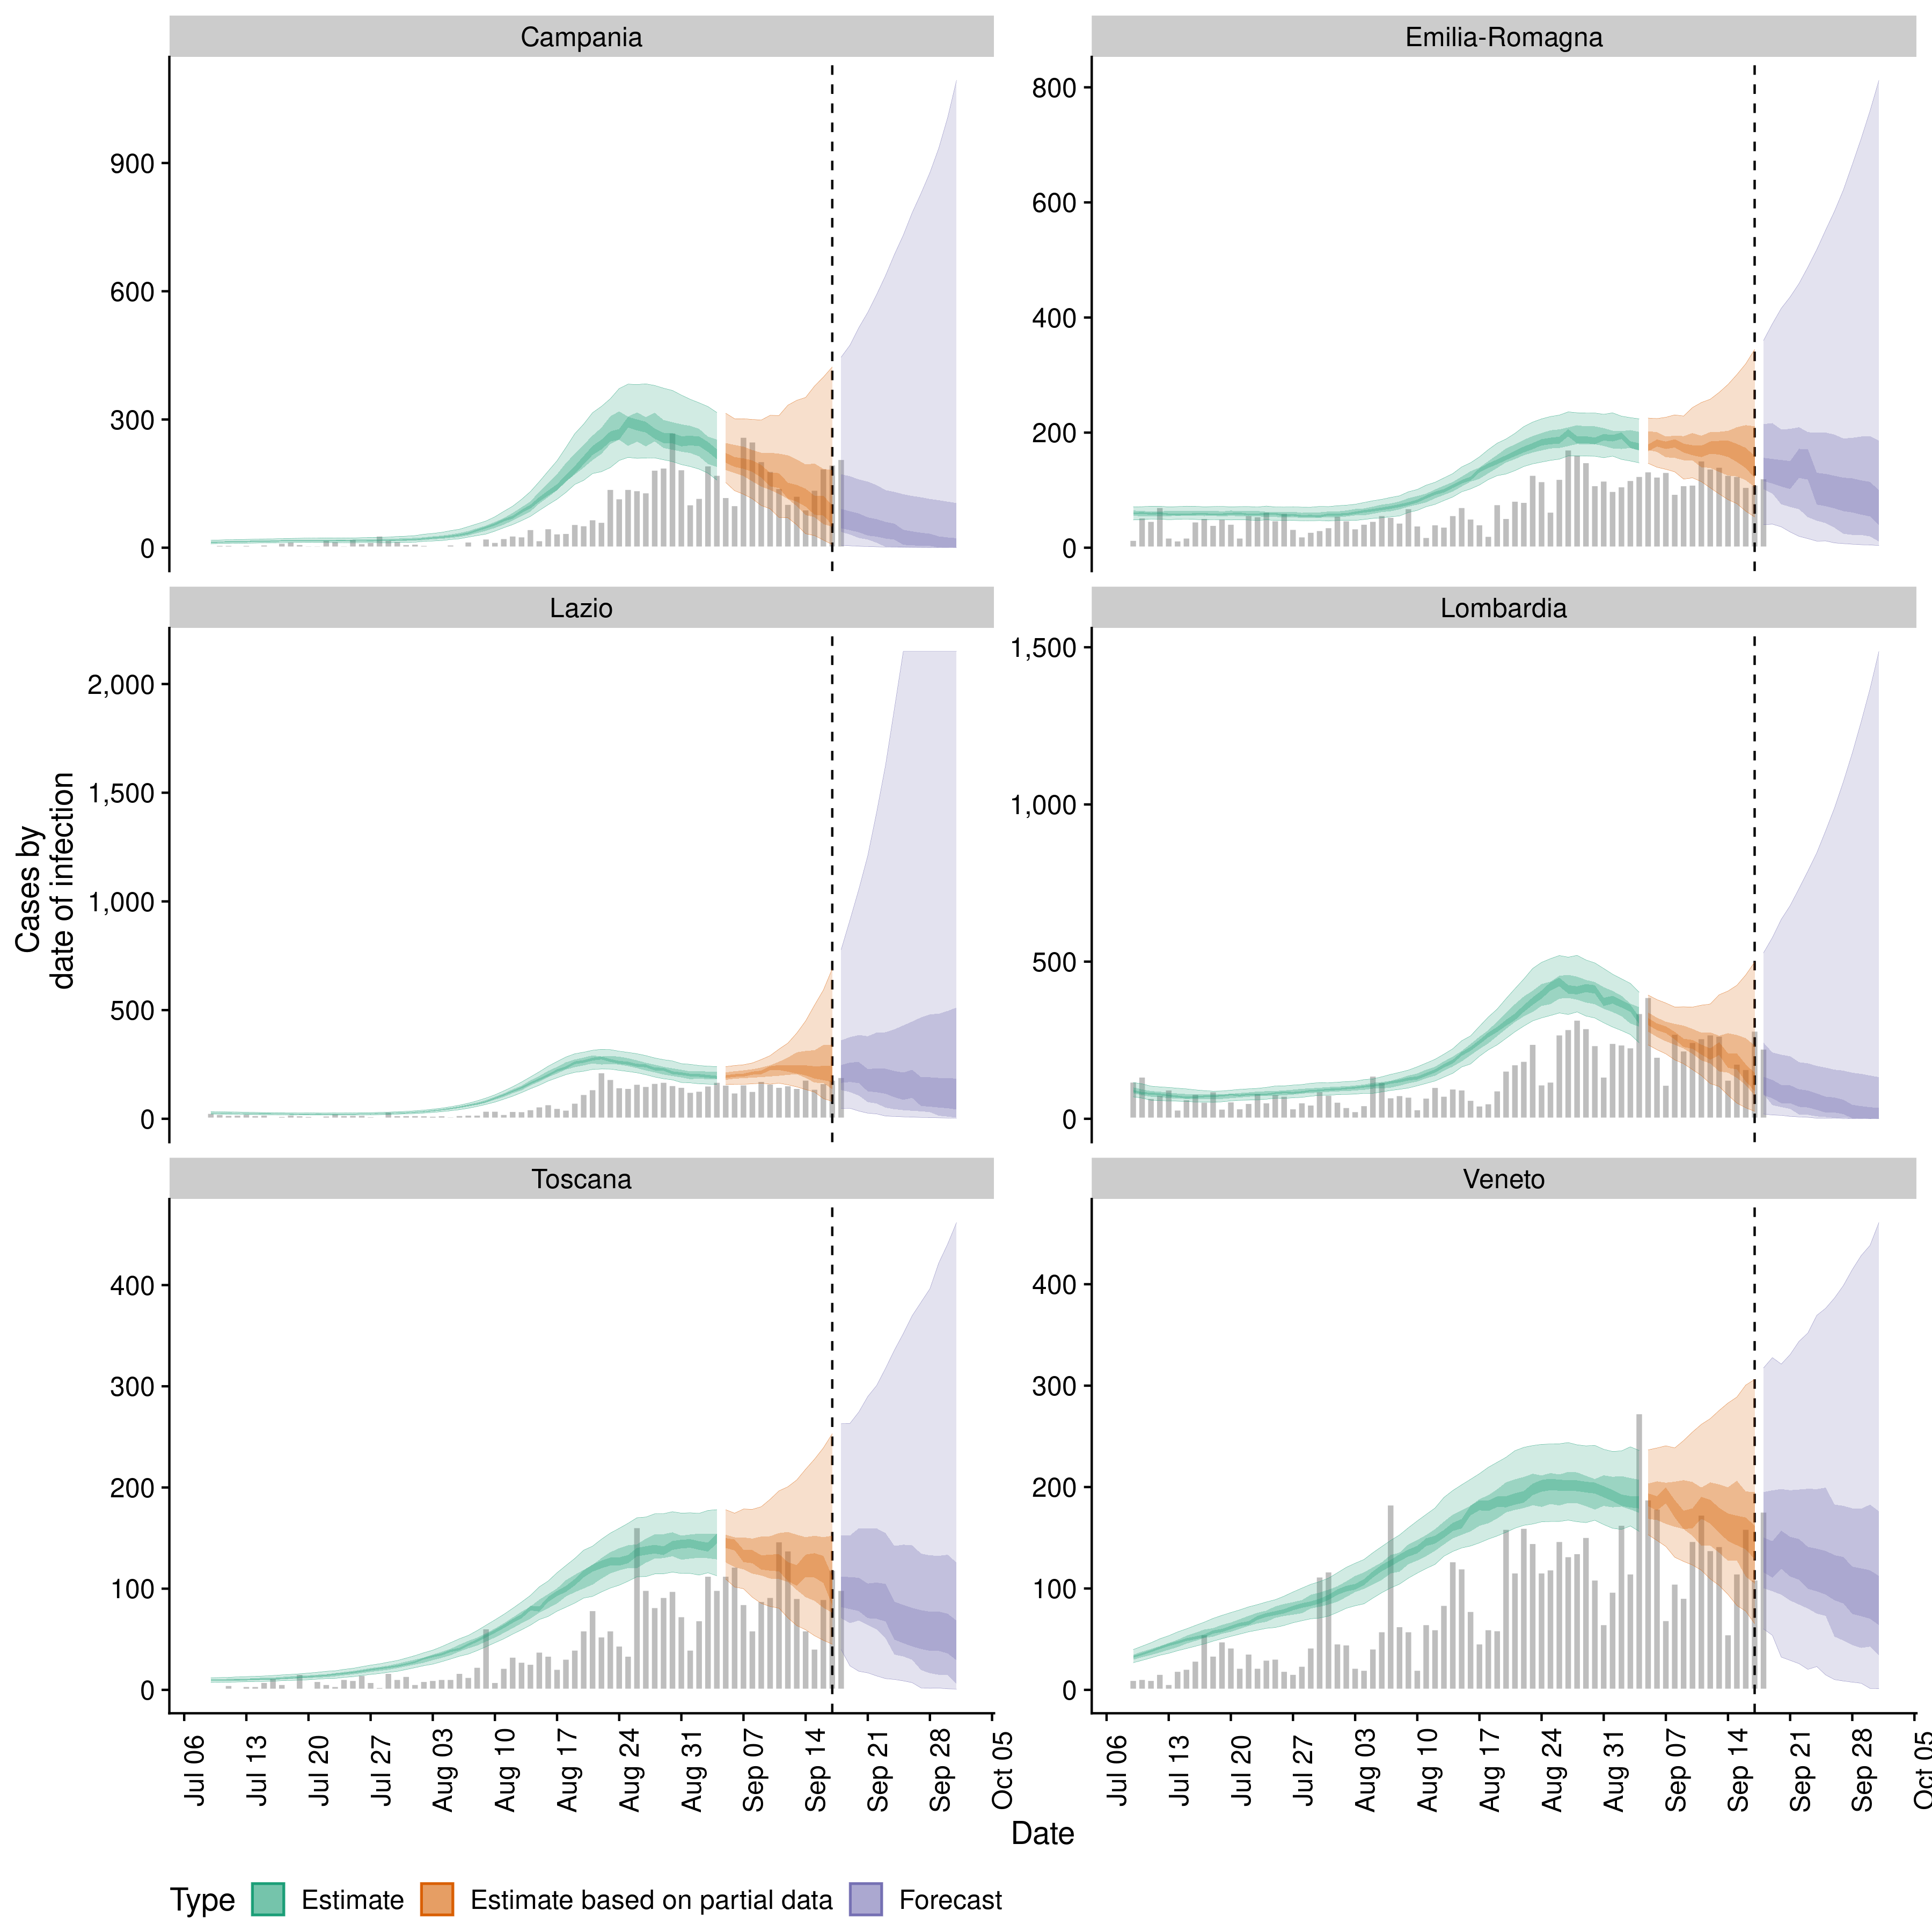 Campania
Emilia-Romagna
0
300
600
900
0
200
400
600
800
Lazio
Lombardia
0
500
1,000
1,500
2,000
0
500
1,000
1,500
Toscana
Veneto
0
100
200
300
400
0
100
200
300
400
Jul 06
Jul 13
Jul 20
Jul 27
Aug 03
Aug 10
Aug 17
Aug 24
Aug 31
Sep 07
Sep 14
Sep 21
Sep 28
Oct 05
Jul 06
Jul 13
Jul 20
Jul 27
Aug 03
Aug 10
Aug 17
Aug 24
Aug 31
Sep 07
Sep 14
Sep 21
Sep 28
Oct 05
Cases by
date of infection
Date
Type
Estimate
Estimate based on partial data
Forecast